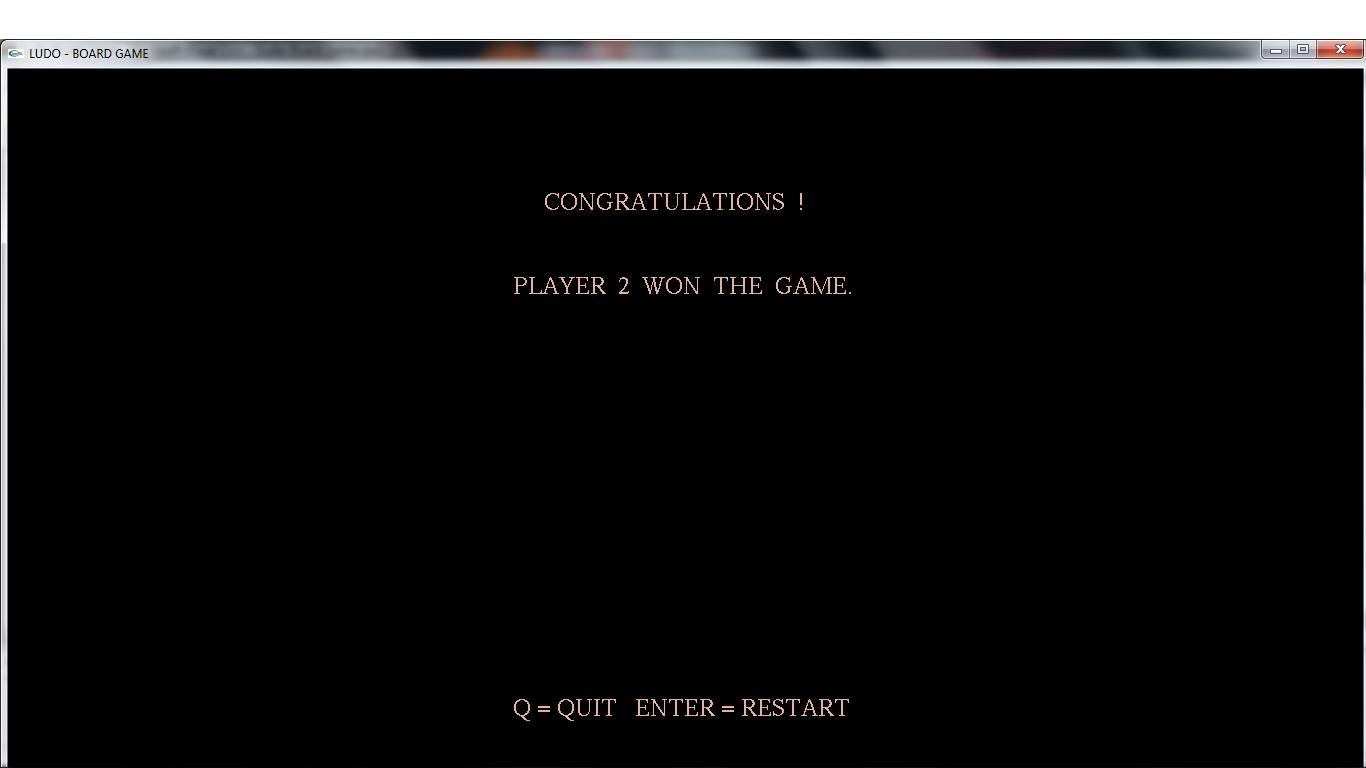 LUDO - BOARD GAME
CONGRATULATIONS !
PLAYER 2 WON THE GAME.
Q = QUIT ENTER = RESTART